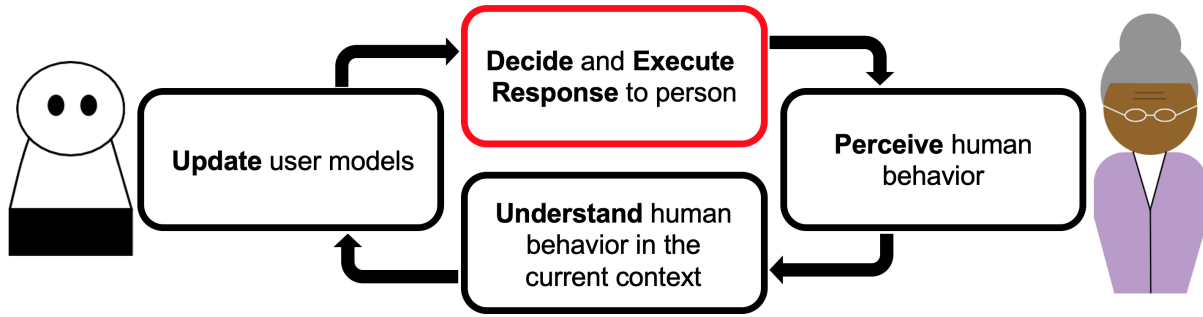 Decide and Execute
Response to person
Update user models
Perceive human
behavior
Understand human
behavior in the
current context